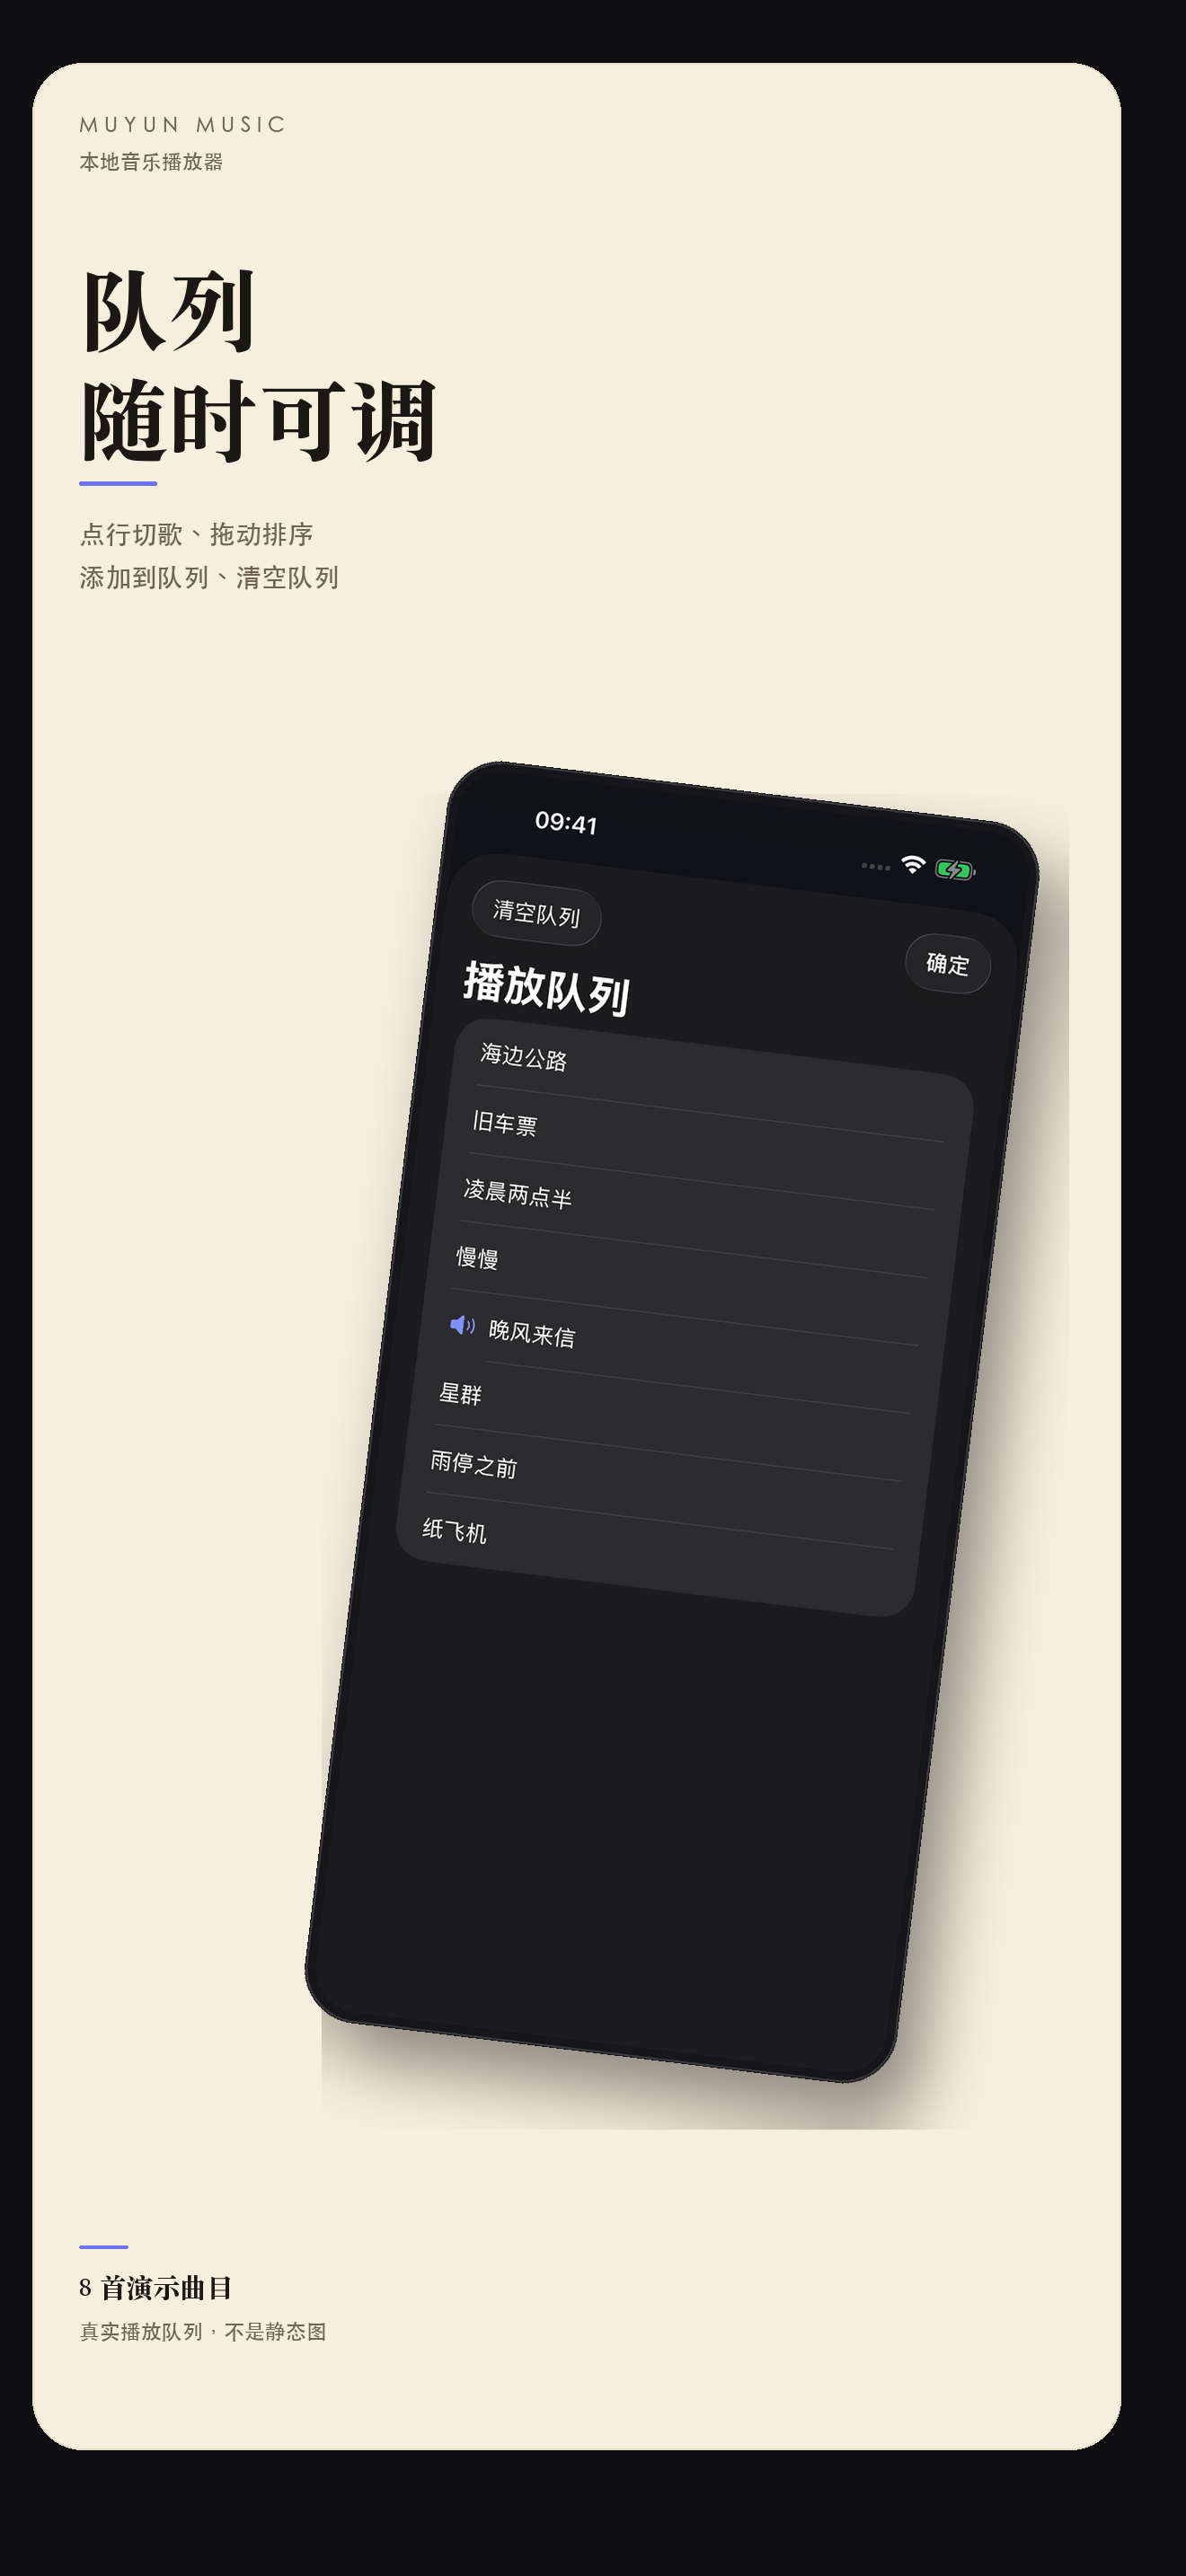 MUYUN MUSIC
本地音乐播放器
队列
随时可调
点行切歌、拖动排序
添加到队列、清空队列
09:41
清空队列
确定
播放队列
海边公路
旧车票
凌晨两点半
慢慢
晚风来信
星群
雨停之前
纸飞机
8 首演示曲目
真实播放队列，不是静态图